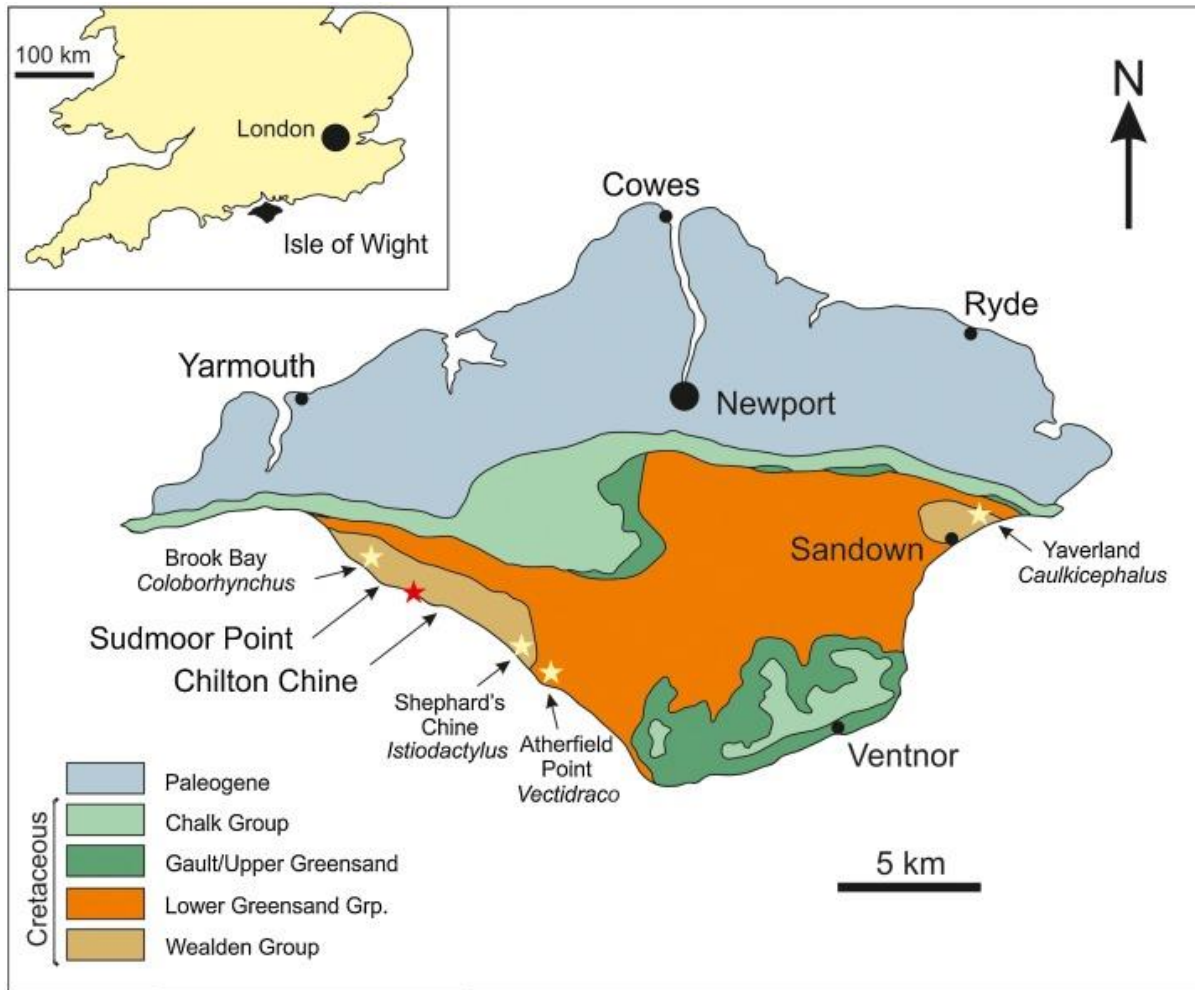 100 km
London
Isle of Wight
N
Cowes
Ryde
Yarmouth
Newport
Sandown
Yaverland
Caulkicephalus
Brook Bay
Coloborhynchus
Sudmoor Point
Chilton Chine
Shephard's
Chine
Istiodactylus
Atherfield
Point
Vectidraco
Ventnor
Cretaceous
Paleogene
Chalk Group
Gault/Upper Greensand
Lower Greensand Grp.
Wealden Group
5 km